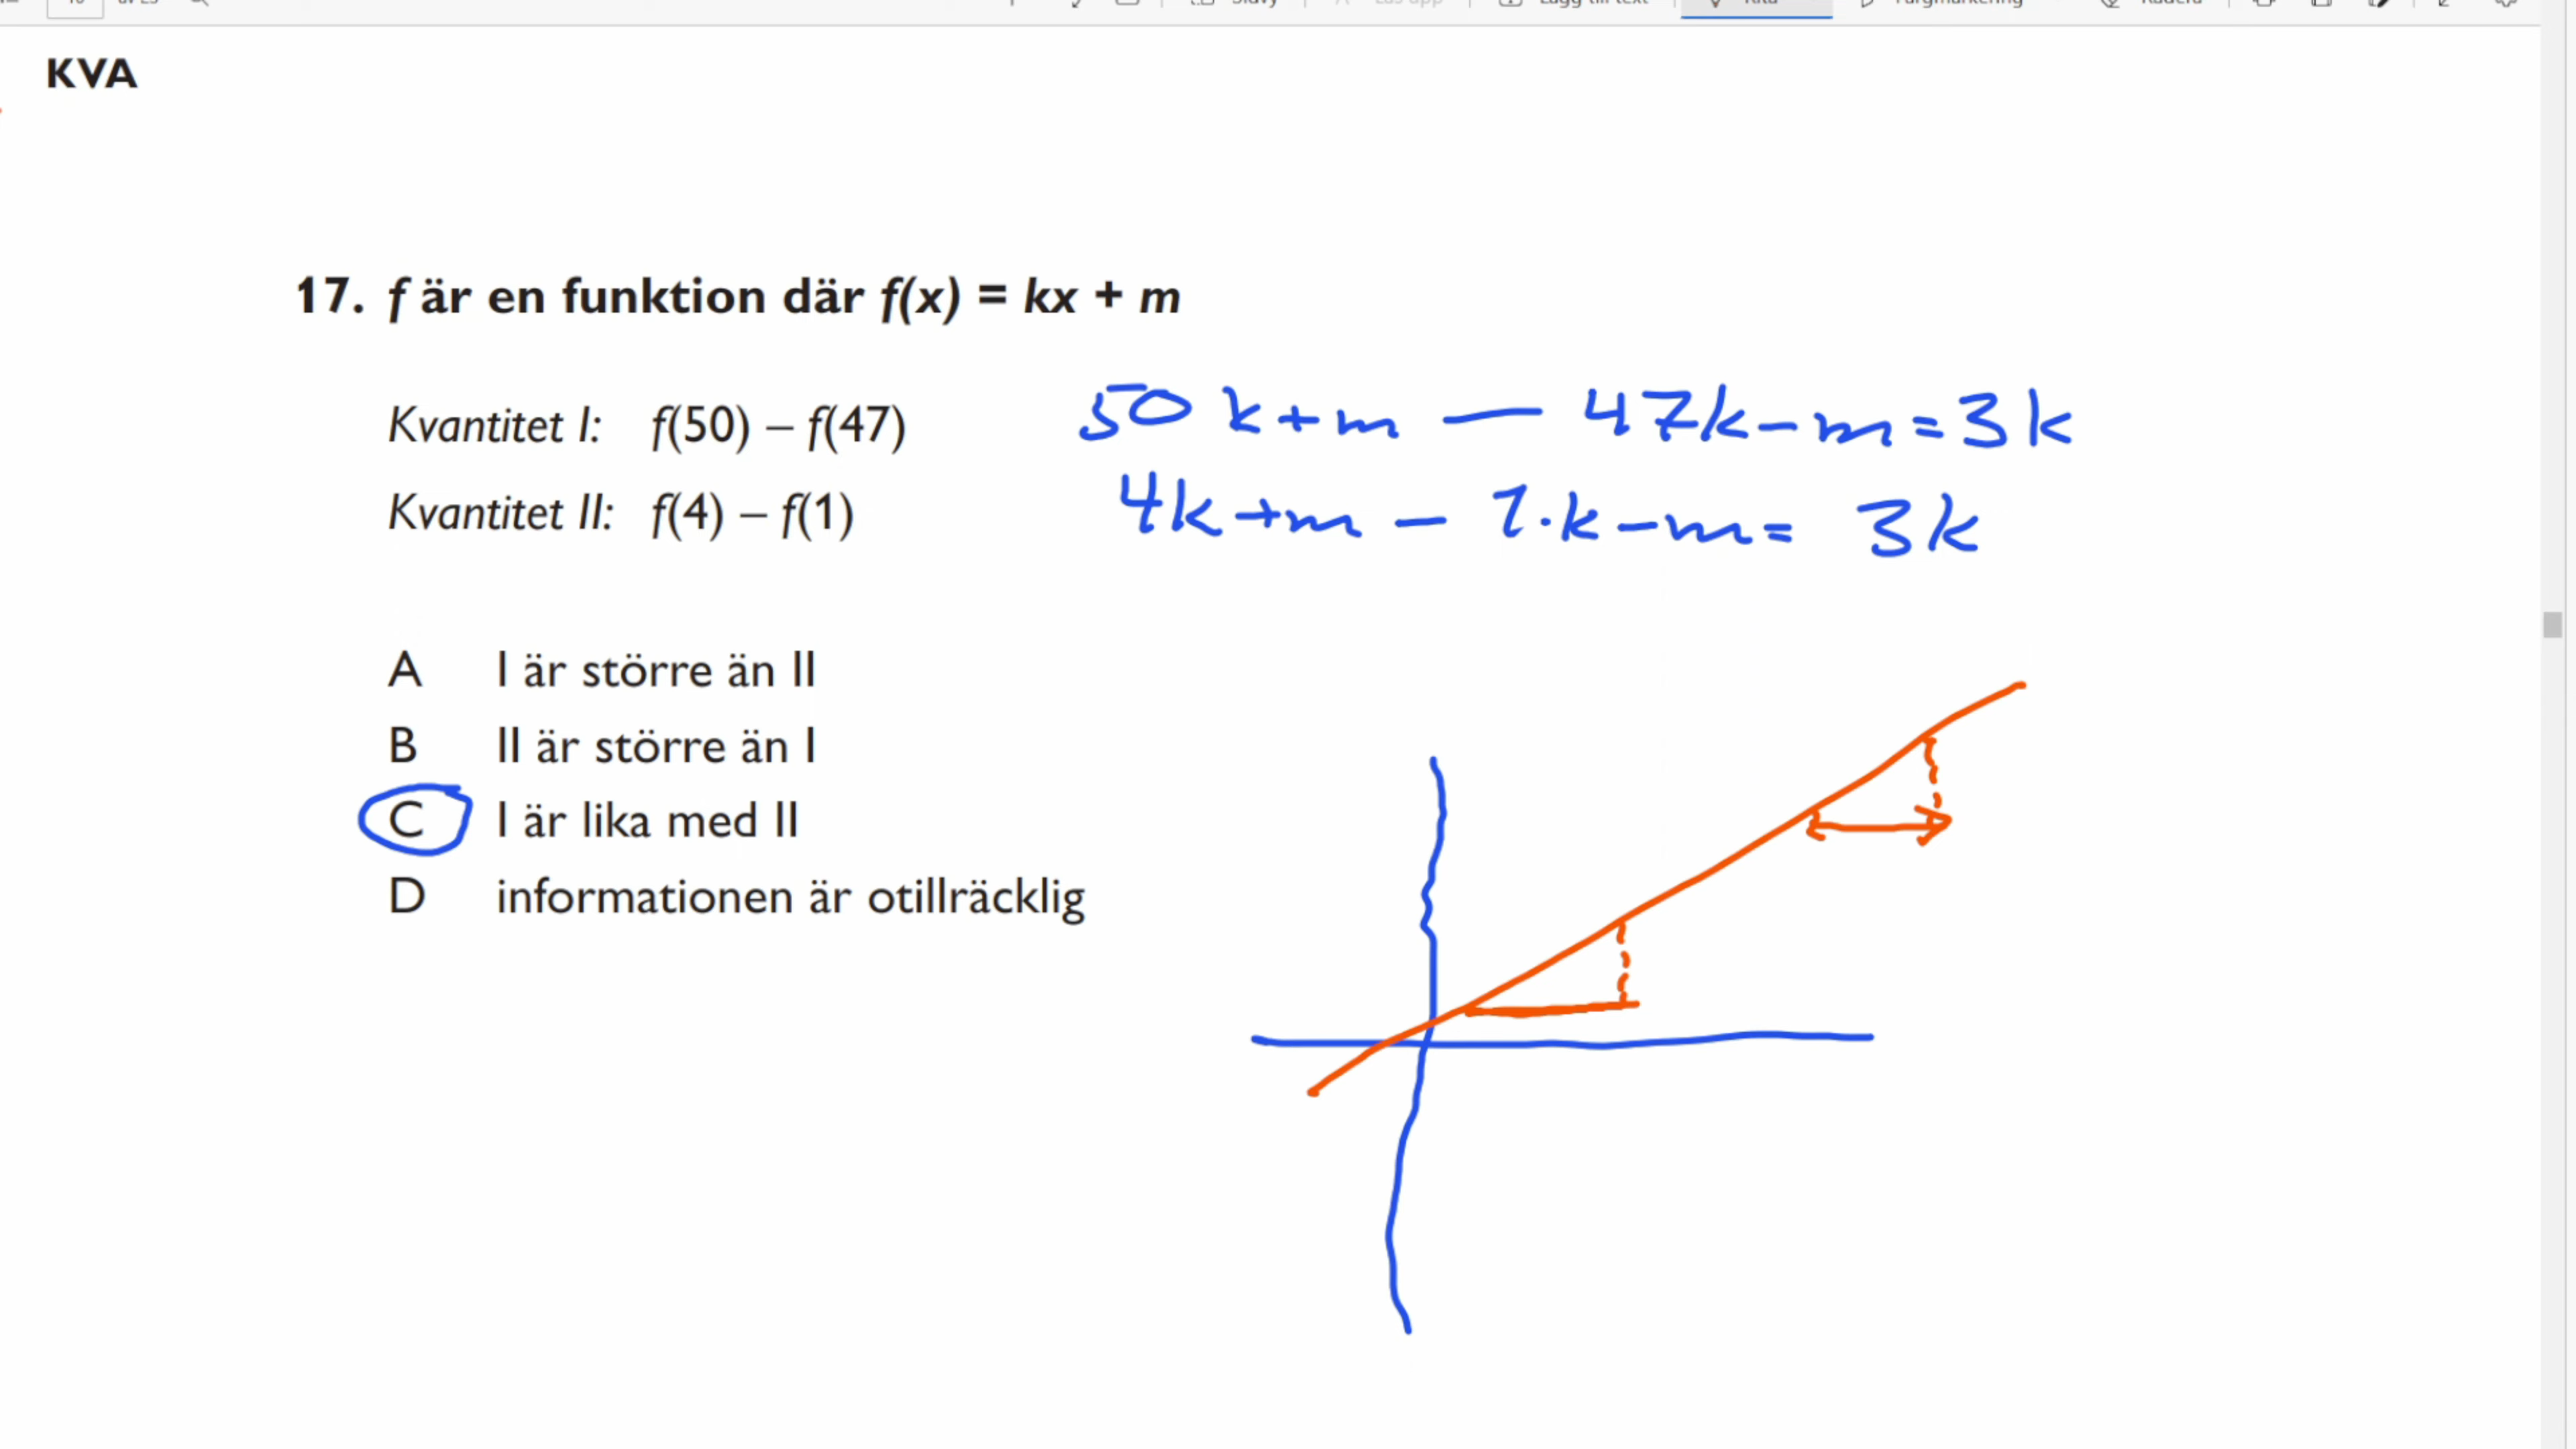 KVA
17. f är en funktion där f(x) = kx + m
Kvantitet I: f(50) – f(47) 50k+m — 47k-m=3k
Kvantitet II: f(4) – f(1) 4k+m - 1·k-m= 3k
A I är större än II
B II är större än I
C I är lika med II
D informationen är otillräcklig